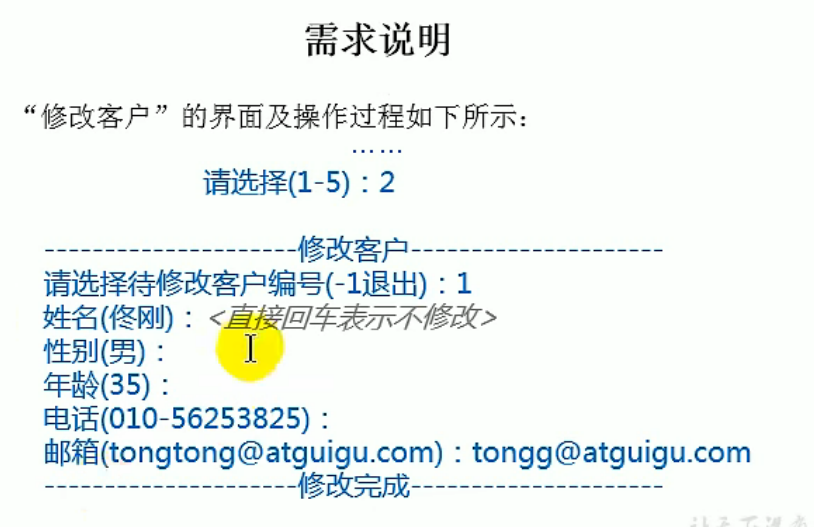 需求说明
“修改客户”的界面及操作过程如下所示：
……
请选择(1-5)：2
---------------------修改客户---------------------
请选择待修改客户编号(-1退出)：1
姓名(佟刚)：<直接回车表示不修改>
性别(男)：
年龄(35)：
电话(010-56253825)：
邮箱(tongtong@atguigu.com)：tongg@atguigu.com
---------------------修改完成---------------------